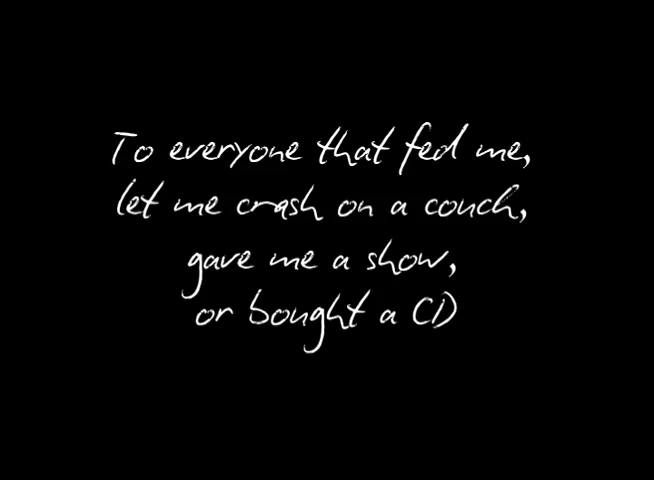 To everyone that fed me,
let me crash on a couch,
gave me a show,
or bought a CD